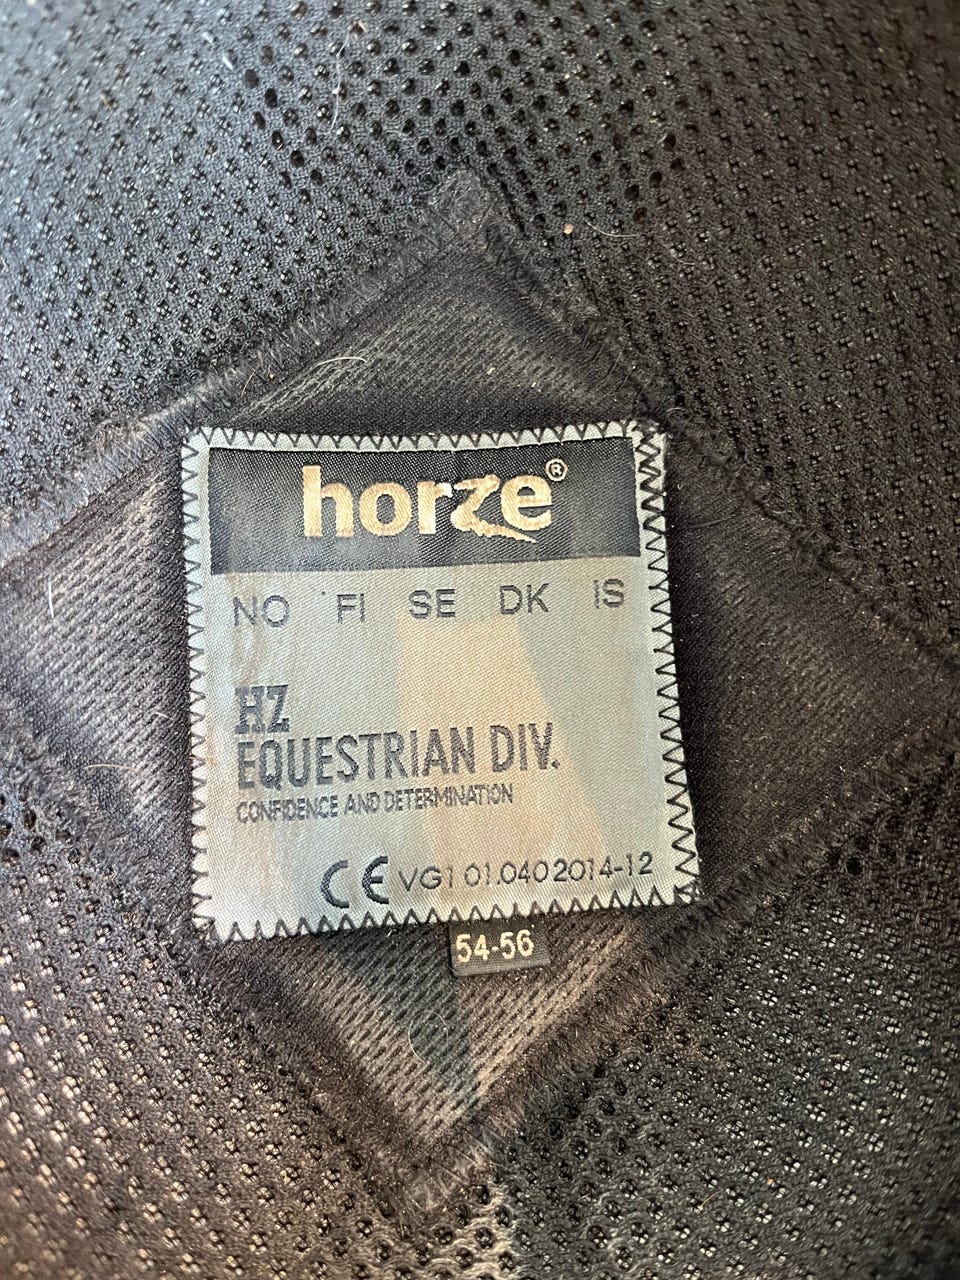 horze®
NO FI SE DK IS
HZ
EQUESTRIAN DIV.
CONFIDENCE AND DETERMINATION
CE VG1 01.040 2014-12
54-56